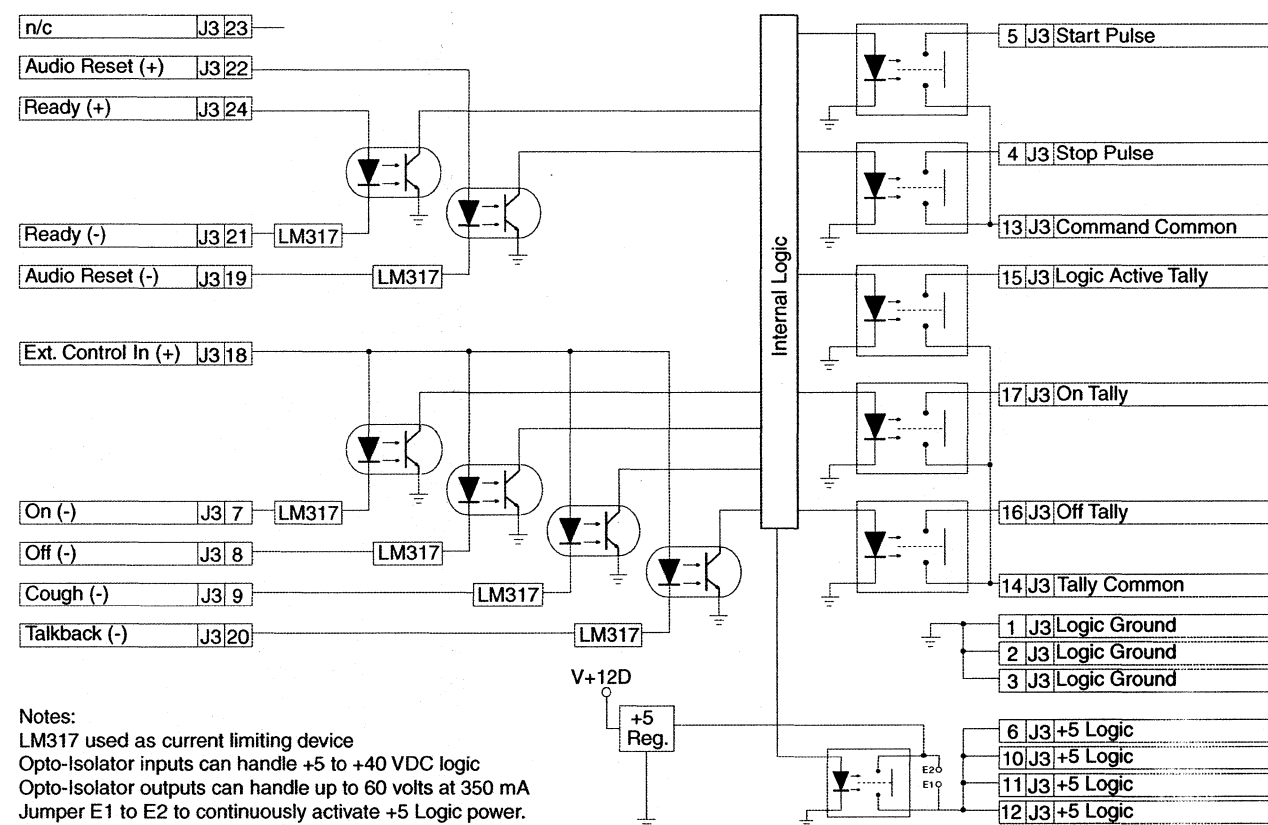 n/c J3 23
Audio Reset (+) J3 22
Ready (+) J3 24
Ready (-) J3 21 LM317
Audio Reset (-) J3 19 LM317
Ext. Control In (+) J3 18
On (-) J3 7 LM317
Off (-) J3 8 LM317
Cough (-) J3 9 LM317
Talkback (-) J3 20 LM317
Internal Logic
5 J3 Start Pulse
4 J3 Stop Pulse
13 J3 Command Common
15 J3 Logic Active Tally
17 J3 On Tally
16 J3 Off Tally
14 J3 Tally Common
1 J3 Logic Ground
2 J3 Logic Ground
3 J3 Logic Ground
V+12D
+5
Reg.
E2
E1
6 J3 +5 Logic
10 J3 +5 Logic
11 J3 +5 Logic
12 J3 +5 Logic
Notes:
LM317 used as current limiting device
Opto-Isolator inputs can handle +5 to +40 VDC logic
Opto-Isolator outputs can handle up to 60 volts at 350 mA
Jumper E1 to E2 to continuously activate +5 Logic power.